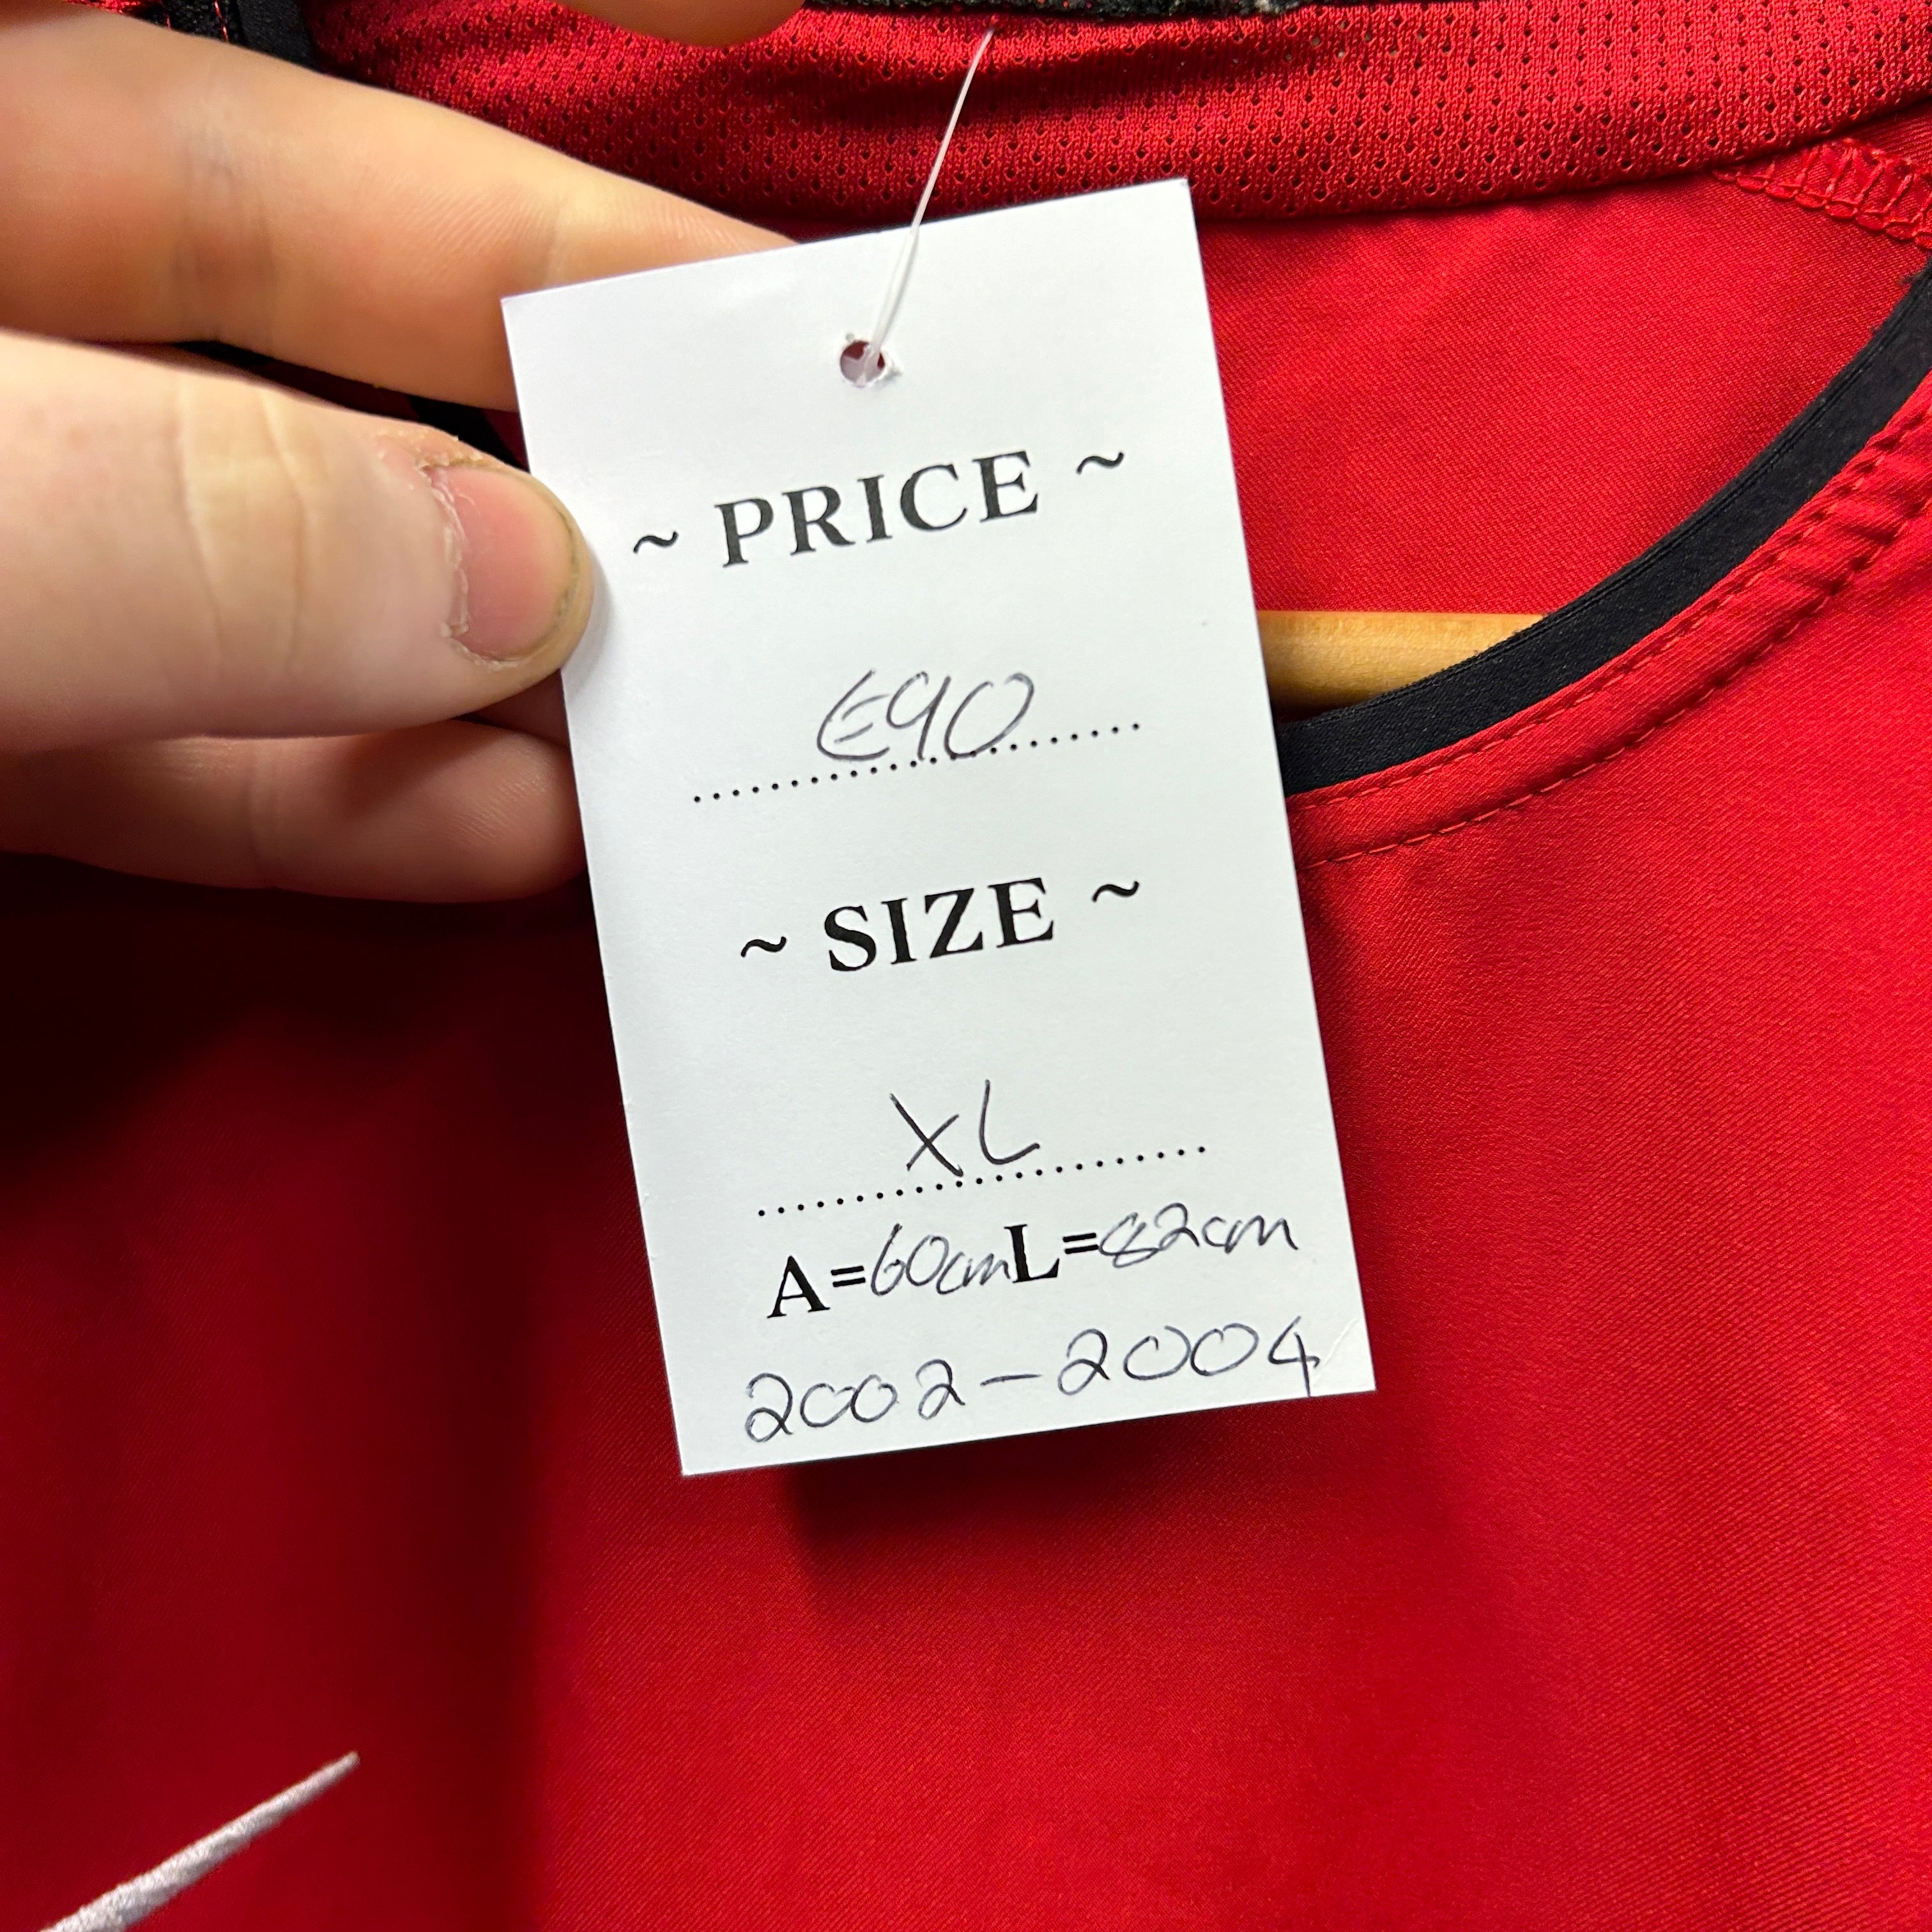 ~ PRICE ~
€90
~ SIZE ~
XL
A=60cm L=82cm
2002-2004